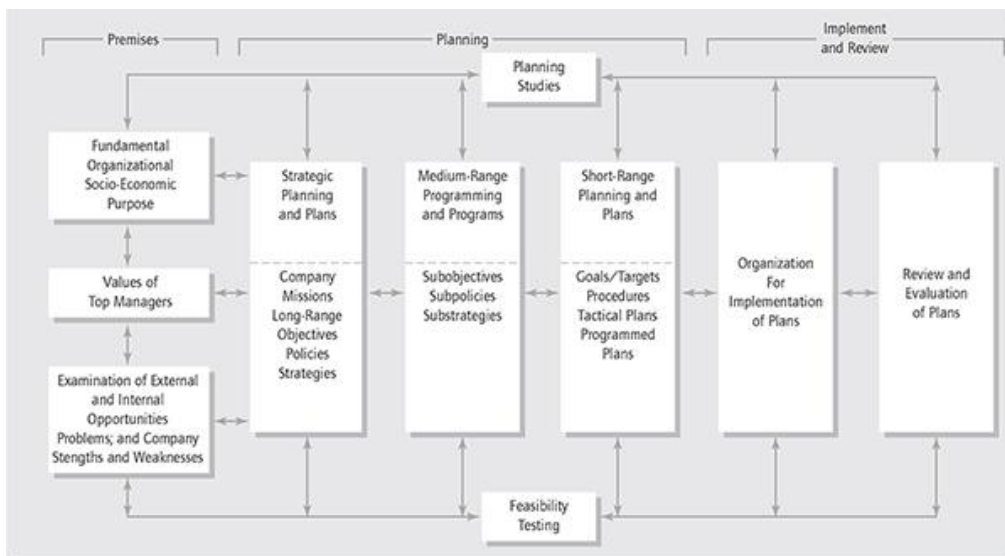 Premises
Planning
Implement
and Review
Planning
Studies
Fundamental
Organizational
Socio-Economic
Purpose
Values of
Top Managers
Examination of External
and Internal
Opportunities
Problems; and Company
Stengths and Weaknesses
Strategic
Planning
and Plans
Company
Missions
Long-Range
Objectives
Policies
Strategies
Medium-Range
Programming
and Programs
Subobjectives
Subpolicies
Substrategies
Short-Range
Planning and
Plans
Goals/Targets
Procedures
Tactical Plans
Programmed
Plans
Organization
For
Implementation
of Plans
Review and
Evaluation
of Plans
Feasibility
Testing